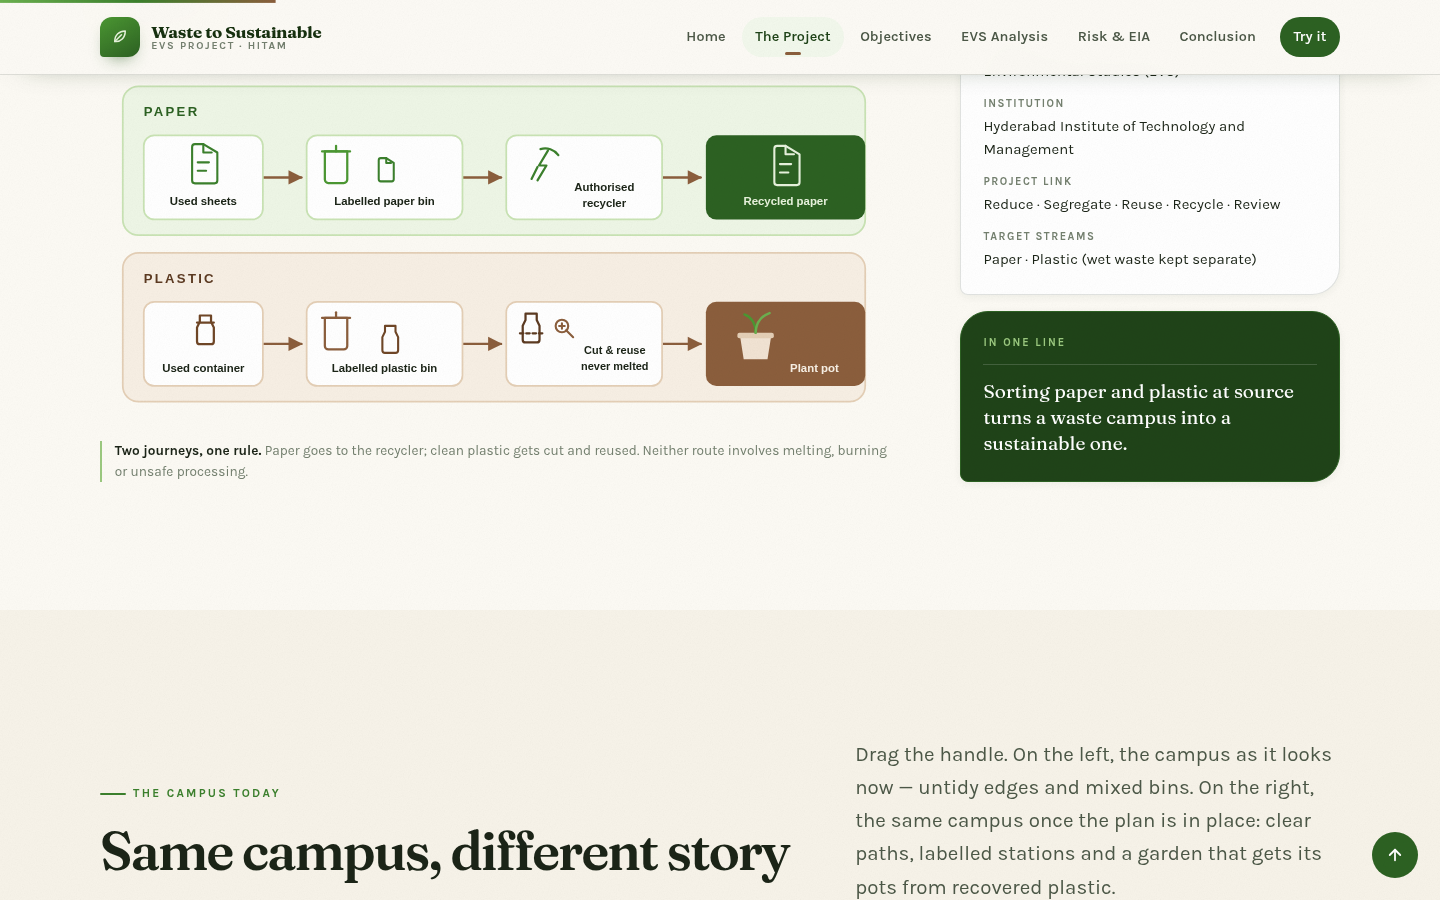 Waste to Sustainable
EVS PROJECT · HITAM
Home
The Project
Objectives
EVS Analysis
Risk & EIA
Conclusion
Try it
PAPER
Used sheets
Labelled paper bin
Authorised
recycler
Recycled paper
PLASTIC
Used container
Labelled plastic bin
Cut & reuse
never melted
Plant pot
Two journeys, one rule. Paper goes to the recycler; clean plastic gets cut and reused. Neither route involves melting, burning
or unsafe processing.
Environmental Studies (EVS)
INSTITUTION
Hyderabad Institute of Technology and
Management
PROJECT LINK
Reduce · Segregate · Reuse · Recycle · Review
TARGET STREAMS
Paper · Plastic (wet waste kept separate)
IN ONE LINE
Sorting paper and plastic at source
turns a waste campus into a
sustainable one.
THE CAMPUS TODAY
Same campus, different story
Drag the handle. On the left, the campus as it looks
now — untidy edges and mixed bins. On the right,
the same campus once the plan is in place: clear
paths, labelled stations and a garden that gets its
pots from recovered plastic.